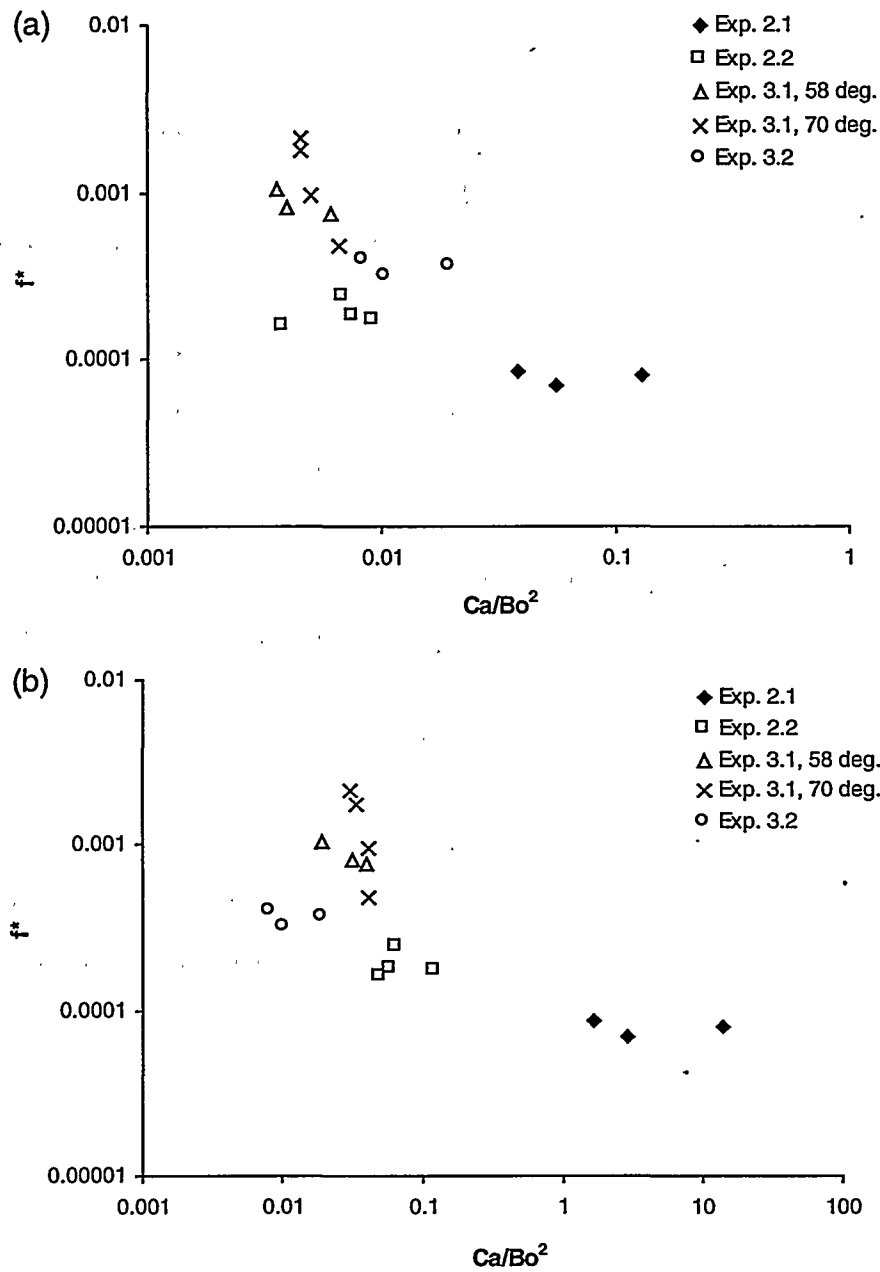 (a)
0.01
0.001
0.0001
0.00001
f*
0.001 0.01 0.1 1
Ca/Bo²
Exp. 2.1
Exp. 2.2
Exp. 3.1, 58 deg.
Exp. 3.1, 70 deg.
Exp. 3.2
(b)
0.01
0.001
0.0001
0.00001
f*
0.001 0.01 0.1 1 10 100
Ca/Bo²
Exp. 2.1
Exp. 2.2
Exp. 3.1, 58 deg.
Exp. 3.1, 70 deg.
Exp. 3.2